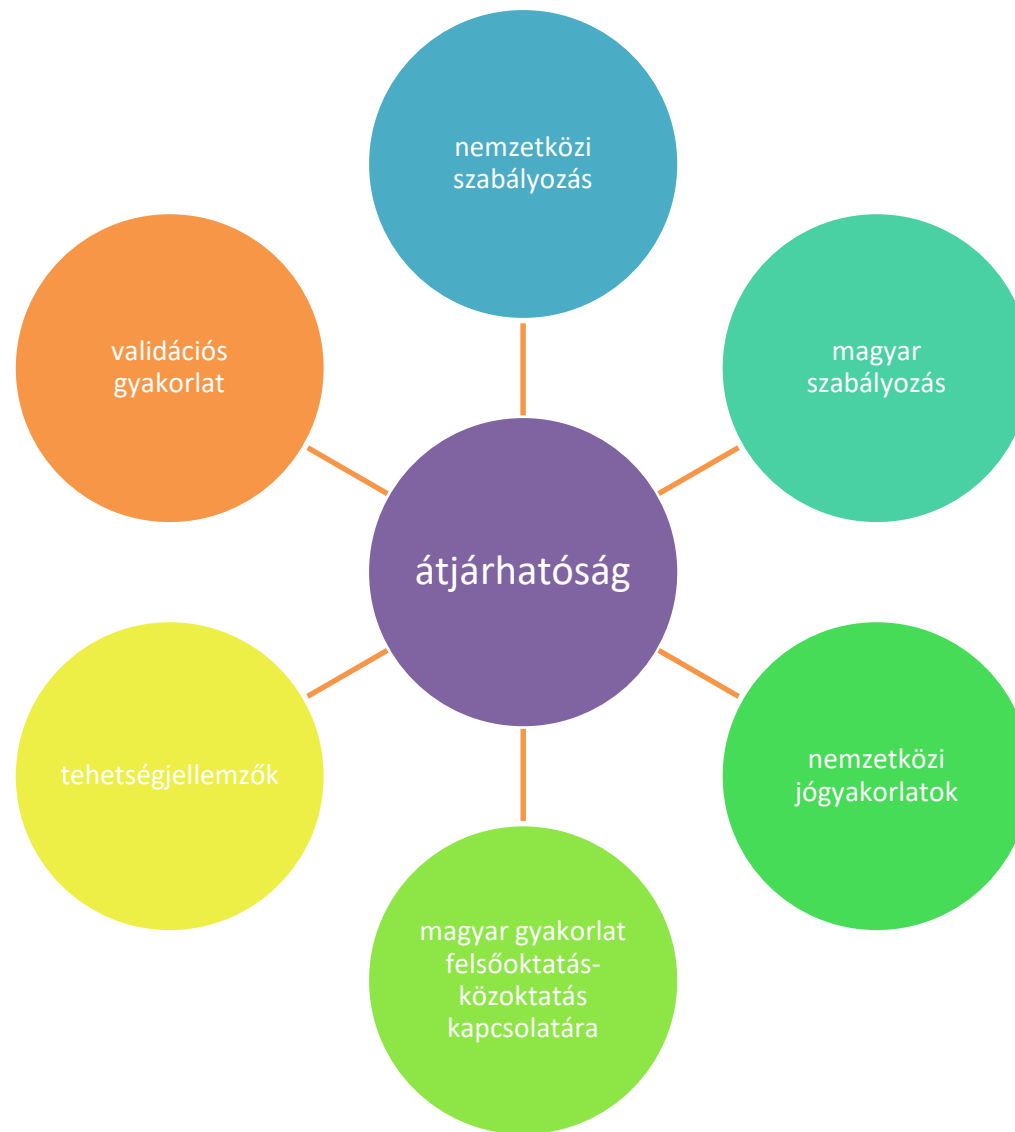 nemzetközi
szabályozás
validációs
gyakorlat
magyar
szabályozás
átjárhatóság
tehetségjellemzők
nemzetközi
jógyakorlatok
magyar gyakorlat
felsőoktatás-
közoktatás
kapcsolatára